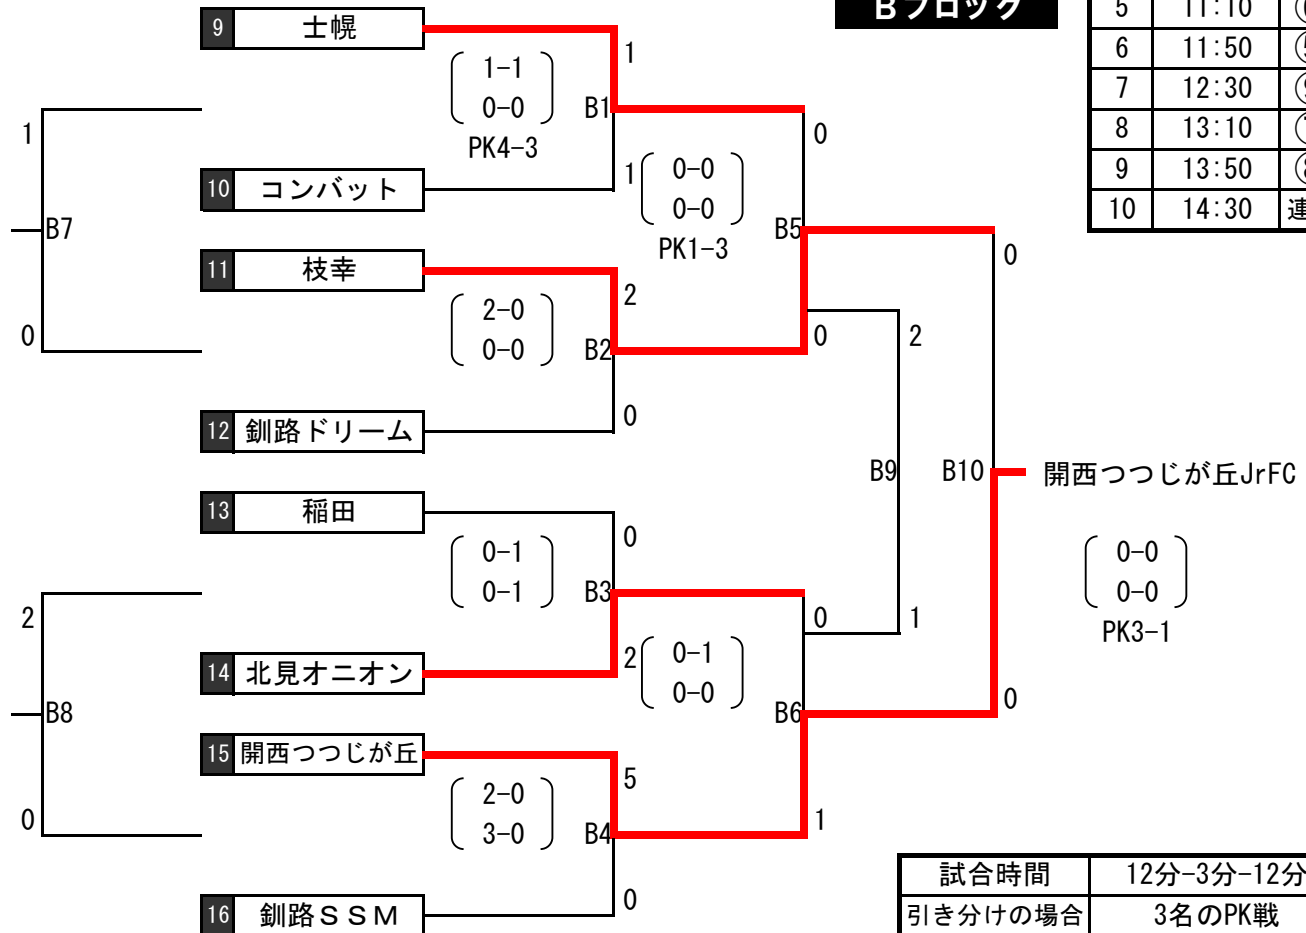 Bブロック
5 11:10
6 11:50
7 12:30
8 13:10
9 13:50
10 14:30
9 士幌
1
1-1
0-0
B1
PK4-3
1
10 コンバット
1
B7
0
0
0-0
0-0
B5
PK1-3
11 枝幸
2
2-0
0-0
B2
0
0
12 釧路ドリーム
0
2
B9
1
B10
開西つつじが丘JrFC
0-0
0-0
PK3-1
0
13 稲田
0
0-1
0-1
B3
2
14 北見オニオン
2
B8
0
0
0-1
0-0
B6
1
15 開西つつじが丘
5
2-0
3-0
B4
0
16 釧路ＳＳＭ
試合時間 12分-3分-12分
引き分けの場合 3名のPK戦